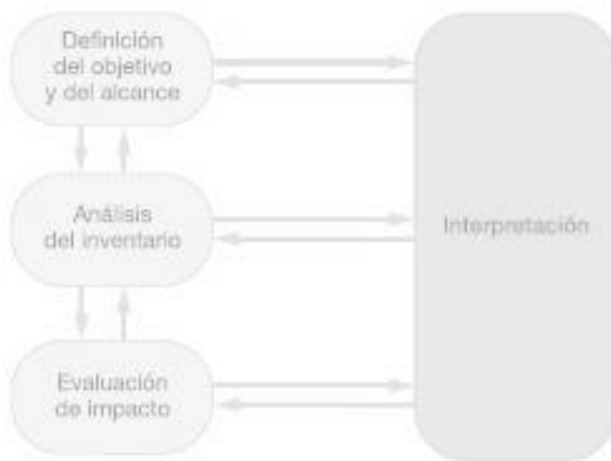 Definición
del objetivo
y del alcance
Análisis
del inventario
Interpretación
Evaluación
de impacto